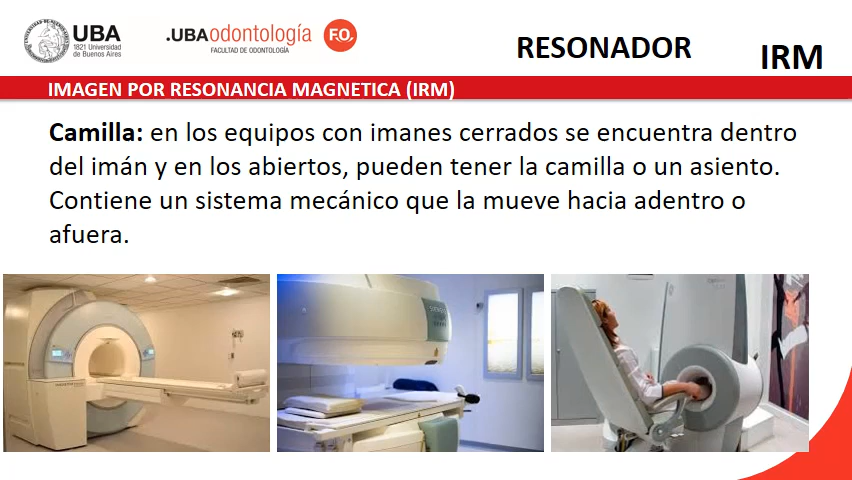 UBA
1821 Universidad
de Buenos Aires
.UBAodontología
FACULTAD DE ODONTOLOGÍA
F.O.
RESONADOR
IRM
IMAGEN POR RESONANCIA MAGNETICA (IRM)
Camilla: en los equipos con imanes cerrados se encuentra dentro
del imán y en los abiertos, pueden tener la camilla o un asiento.
Contiene un sistema mecánico que la mueve hacia adentro o
afuera.